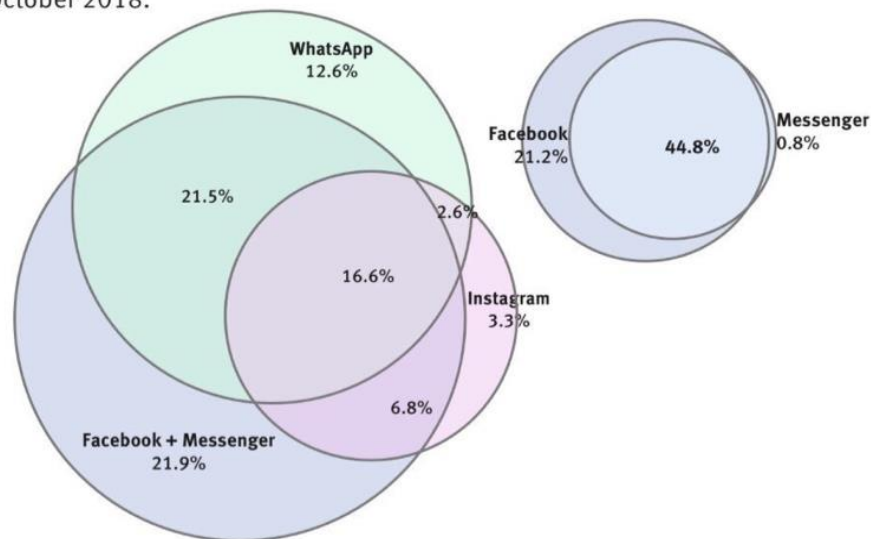 October 2018.
WhatsApp
12.6%
21.5%
2.6%
16.6%
Instagram
3.3%
6.8%
Facebook + Messenger
21.9%
Facebook
21.2%
44.8%
Messenger
0.8%